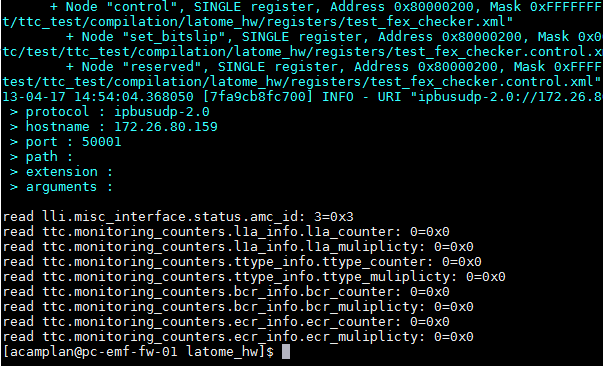 + Node "control", SINGLE register, Address 0x80000200, Mask 0xFFFFFFF
t/ttc_test/compilation/latome_hw/registers/test_fex_checker.xml"
+ Node "set_bitslip", SINGLE register, Address 0x80000200, Mask 0x0
tc/test/ttc_test/compilation/latome_hw/registers/test_fex_checker.control.x
+ Node "reserved", SINGLE register, Address 0x80000200, Mask 0xFFFF
test/ttc_test/compilation/latome_hw/registers/test_fex_checker.control.xml"
13-04-17 14:54:04.368050 [7fa9cb8fc700] INFO - URI "ipbusudp-2.0://172.26.80
> protocol : ipbusudp-2.0
> hostname : 172.26.80.159
> port : 50001
> path :
> extension :
> arguments :
read lli.misc_interface.status.amc_id: 3=0x3
read ttc.monitoring_counters.l1a_info.l1a_counter: 0=0x0
read ttc.monitoring_counters.l1a_info.l1a_muliplicty: 0=0x0
read ttc.monitoring_counters.ttype_info.ttype_counter: 0=0x0
read ttc.monitoring_counters.ttype_info.ttype_muliplicty: 0=0x0
read ttc.monitoring_counters.bcr_info.bcr_counter: 0=0x0
read ttc.monitoring_counters.bcr_info.bcr_muliplicty: 0=0x0
read ttc.monitoring_counters.ecr_info.ecr_counter: 0=0x0
read ttc.monitoring_counters.ecr_info.ecr_muliplicty: 0=0x0
[acamplan@pc-emf-fw-01 latome_hw]$